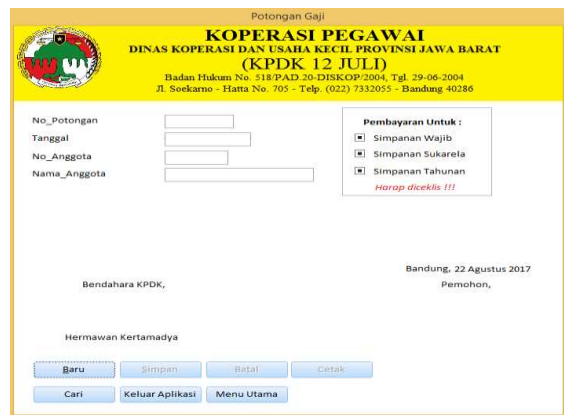 Potongan Gaji
KOPERASI PEGAWAI
DINAS KOPERASI DAN USAHA KECIL PROVINSI JAWA BARAT
(KPDK 12 JULI)
Badan Hukum No. 518/PAD.20-DISKOP/2004, Tgl. 29-06-2004
Jl. Soekarno - Hatta No. 705 - Telp. (022) 7332055 - Bandung 40286
No_Potongan
Tanggal
No_Anggota
Nama_Anggota
Pembayaran Untuk :
Simpanan Wajib
Simpanan Sukarela
Simpanan Tahunan
Harap diceklis !!!
Bandung, 22 Agustus 2017
Bendahara KPDK, Pemohon,
Hermawan Kertamadya
Baru Simpan Batal Cetak
Cari Keluar Aplikasi Menu Utama